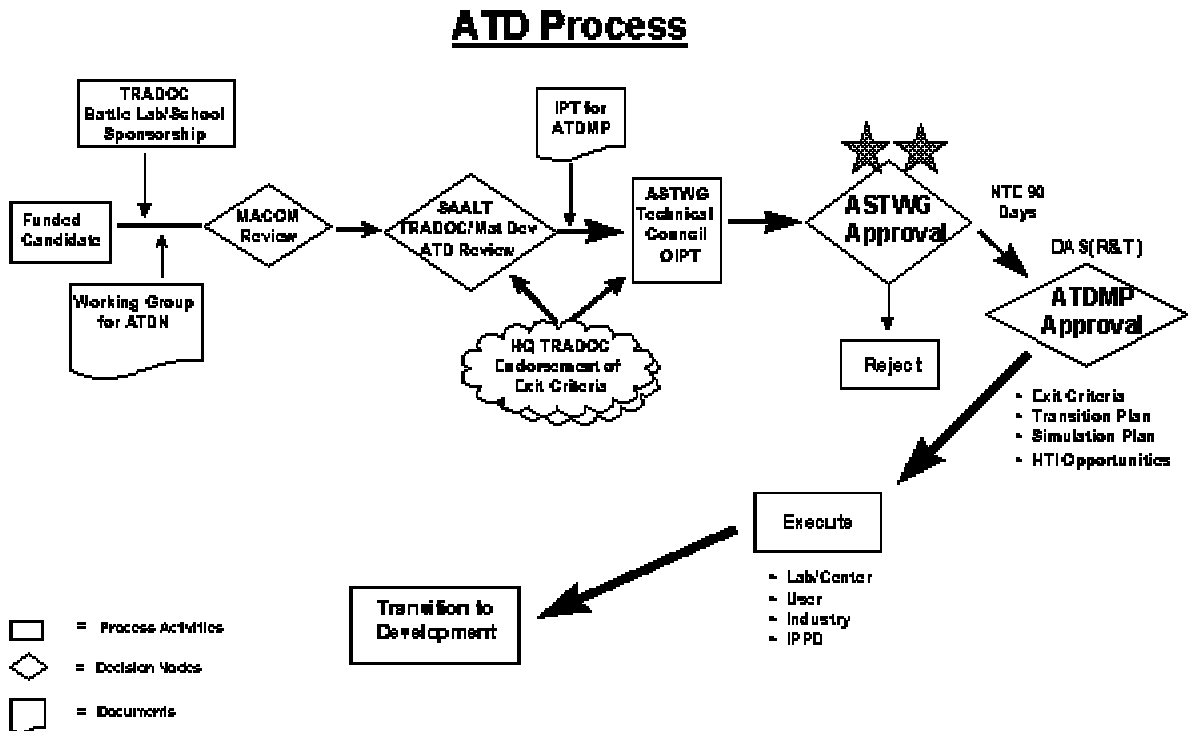 ATD Process
TRADOC
Battle Lab/School
Sponsorship
IPT for
ATDMP
Funded
Candidate
MACOM
Review
SAALT
TRADOC/Mat Dev
ATD Review
ASTWG
Technical
Council
OIPT
ASTWG
Approval
NTE 90
Days
DAS(R&T)
ATDMP
Approval
Working Group
for ATDN
HQ TRADOC
Endorsement of
Exit Criteria
Reject
• Exit Criteria
• Transition Plan
• Simulation Plan
• HTI Opportunities
Execute
• Lab/Center
• User
• Industry
• IPPD
Transition to
Development
= Process Activities
= Decision Nodes
= Documents